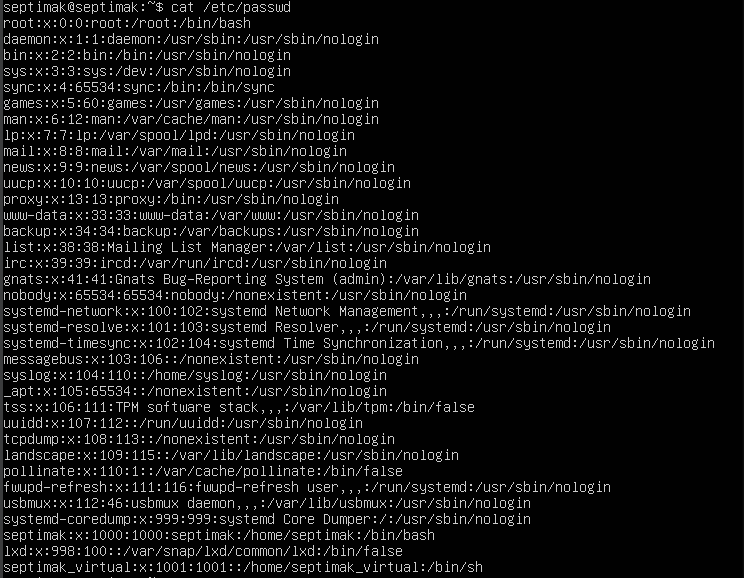 septimak@septimak:~$ cat /etc/passwd
root:x:0:0:root:/root:/bin/bash
daemon:x:1:1:daemon:/usr/sbin:/usr/sbin/nologin
bin:x:2:2:bin:/bin:/usr/sbin/nologin
sys:x:3:3:sys:/dev:/usr/sbin/nologin
sync:x:4:65534:sync:/bin:/bin/sync
games:x:5:60:games:/usr/games:/usr/sbin/nologin
man:x:6:12:man:/var/cache/man:/usr/sbin/nologin
lp:x:7:7:lp:/var/spool/lpd:/usr/sbin/nologin
mail:x:8:8:mail:/var/mail:/usr/sbin/nologin
news:x:9:9:news:/var/spool/news:/usr/sbin/nologin
uucp:x:10:10:uucp:/var/spool/uucp:/usr/sbin/nologin
proxy:x:13:13:proxy:/bin:/usr/sbin/nologin
www-data:x:33:33:www-data:/var/www:/usr/sbin/nologin
backup:x:34:34:backup:/var/backups:/usr/sbin/nologin
list:x:38:38:Mailing List Manager:/var/list:/usr/sbin/nologin
irc:x:39:39:ircd:/var/run/ircd:/usr/sbin/nologin
gnats:x:41:41:Gnats Bug-Reporting System (admin):/var/lib/gnats:/usr/sbin/nologin
nobody:x:65534:65534:nobody:/nonexistent:/usr/sbin/nologin
systemd-network:x:100:102:systemd Network Management,,,:/run/systemd:/usr/sbin/nologin
systemd-resolve:x:101:103:systemd Resolver,,,:/run/systemd:/usr/sbin/nologin
systemd-timesync:x:102:104:systemd Time Synchronization,,,:/run/systemd:/usr/sbin/nologin
messagebus:x:103:106::/nonexistent:/usr/sbin/nologin
syslog:x:104:110::/home/syslog:/usr/sbin/nologin
_apt:x:105:65534::/nonexistent:/usr/sbin/nologin
tss:x:106:111:TPM software stack,,,:/var/lib/tpm:/bin/false
uuidd:x:107:112::/run/uuidd:/usr/sbin/nologin
tcpdump:x:108:113::/nonexistent:/usr/sbin/nologin
landscape:x:109:115::/var/lib/landscape:/usr/sbin/nologin
pollinate:x:110:1::/var/cache/pollinate:/bin/false
fwupd-refresh:x:111:116:fwupd-refresh user,,,:/run/systemd:/usr/sbin/nologin
usbmux:x:112:46:usbmux daemon,,,:/var/lib/usbmux:/usr/sbin/nologin
systemd-coredump:x:999:999:systemd Core Dumper:/:/usr/sbin/nologin
septimak:x:1000:1000:septimak:/home/septimak:/bin/bash
lxd:x:998:100::/var/snap/lxd/common/lxd:/bin/false
septimak_virtual:x:1001:1001::/home/septimak_virtual:/bin/sh